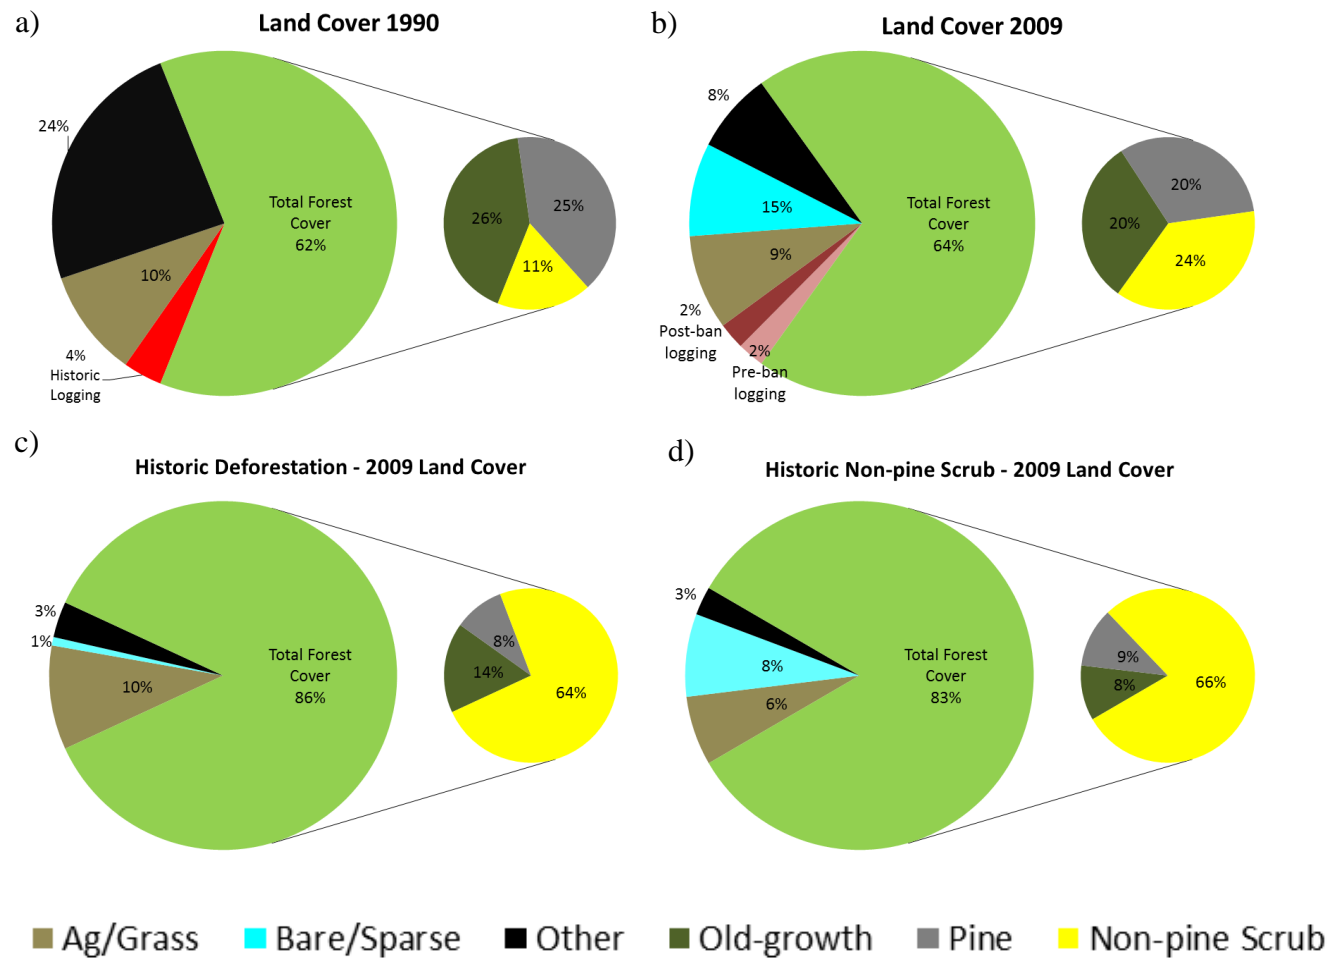 a)
Land Cover 1990
24%
10%
4%
Historic
Logging
Total Forest
Cover
62%
26%
25%
11%
b)
Land Cover 2009
8%
15%
9%
2%
Post-ban
logging
2%
Pre-ban
logging
Total Forest
Cover
64%
20%
20%
24%
c)
Historic Deforestation - 2009 Land Cover
3%
1%
10%
Total Forest
Cover
86%
8%
14%
64%
d)
Historic Non-pine Scrub - 2009 Land Cover
3%
8%
6%
Total Forest
Cover
83%
9%
8%
66%
Ag/Grass Bare/Sparse Other Old-growth Pine Non-pine Scrub